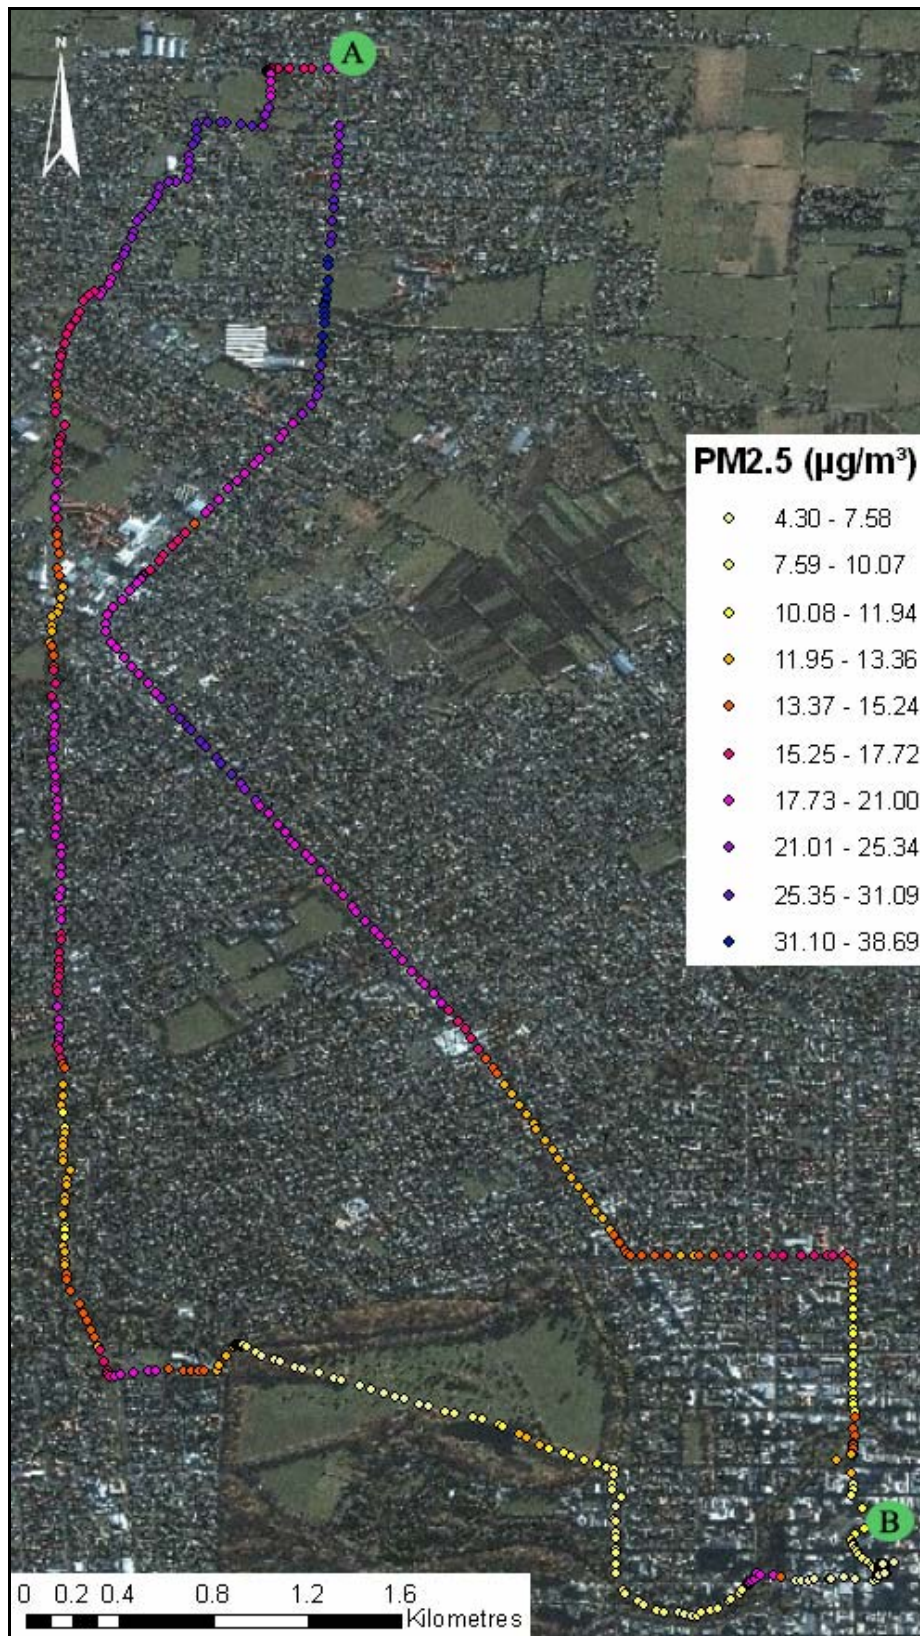 N
A
PM2.5 (µg/m³)
4.30 - 7.58
7.59 - 10.07
10.08 - 11.94
11.95 - 13.36
13.37 - 15.24
15.25 - 17.72
17.73 - 21.00
21.01 - 25.34
25.35 - 31.09
31.10 - 38.69
B
0 0.2 0.4 0.8 1.2 1.6
Kilometres